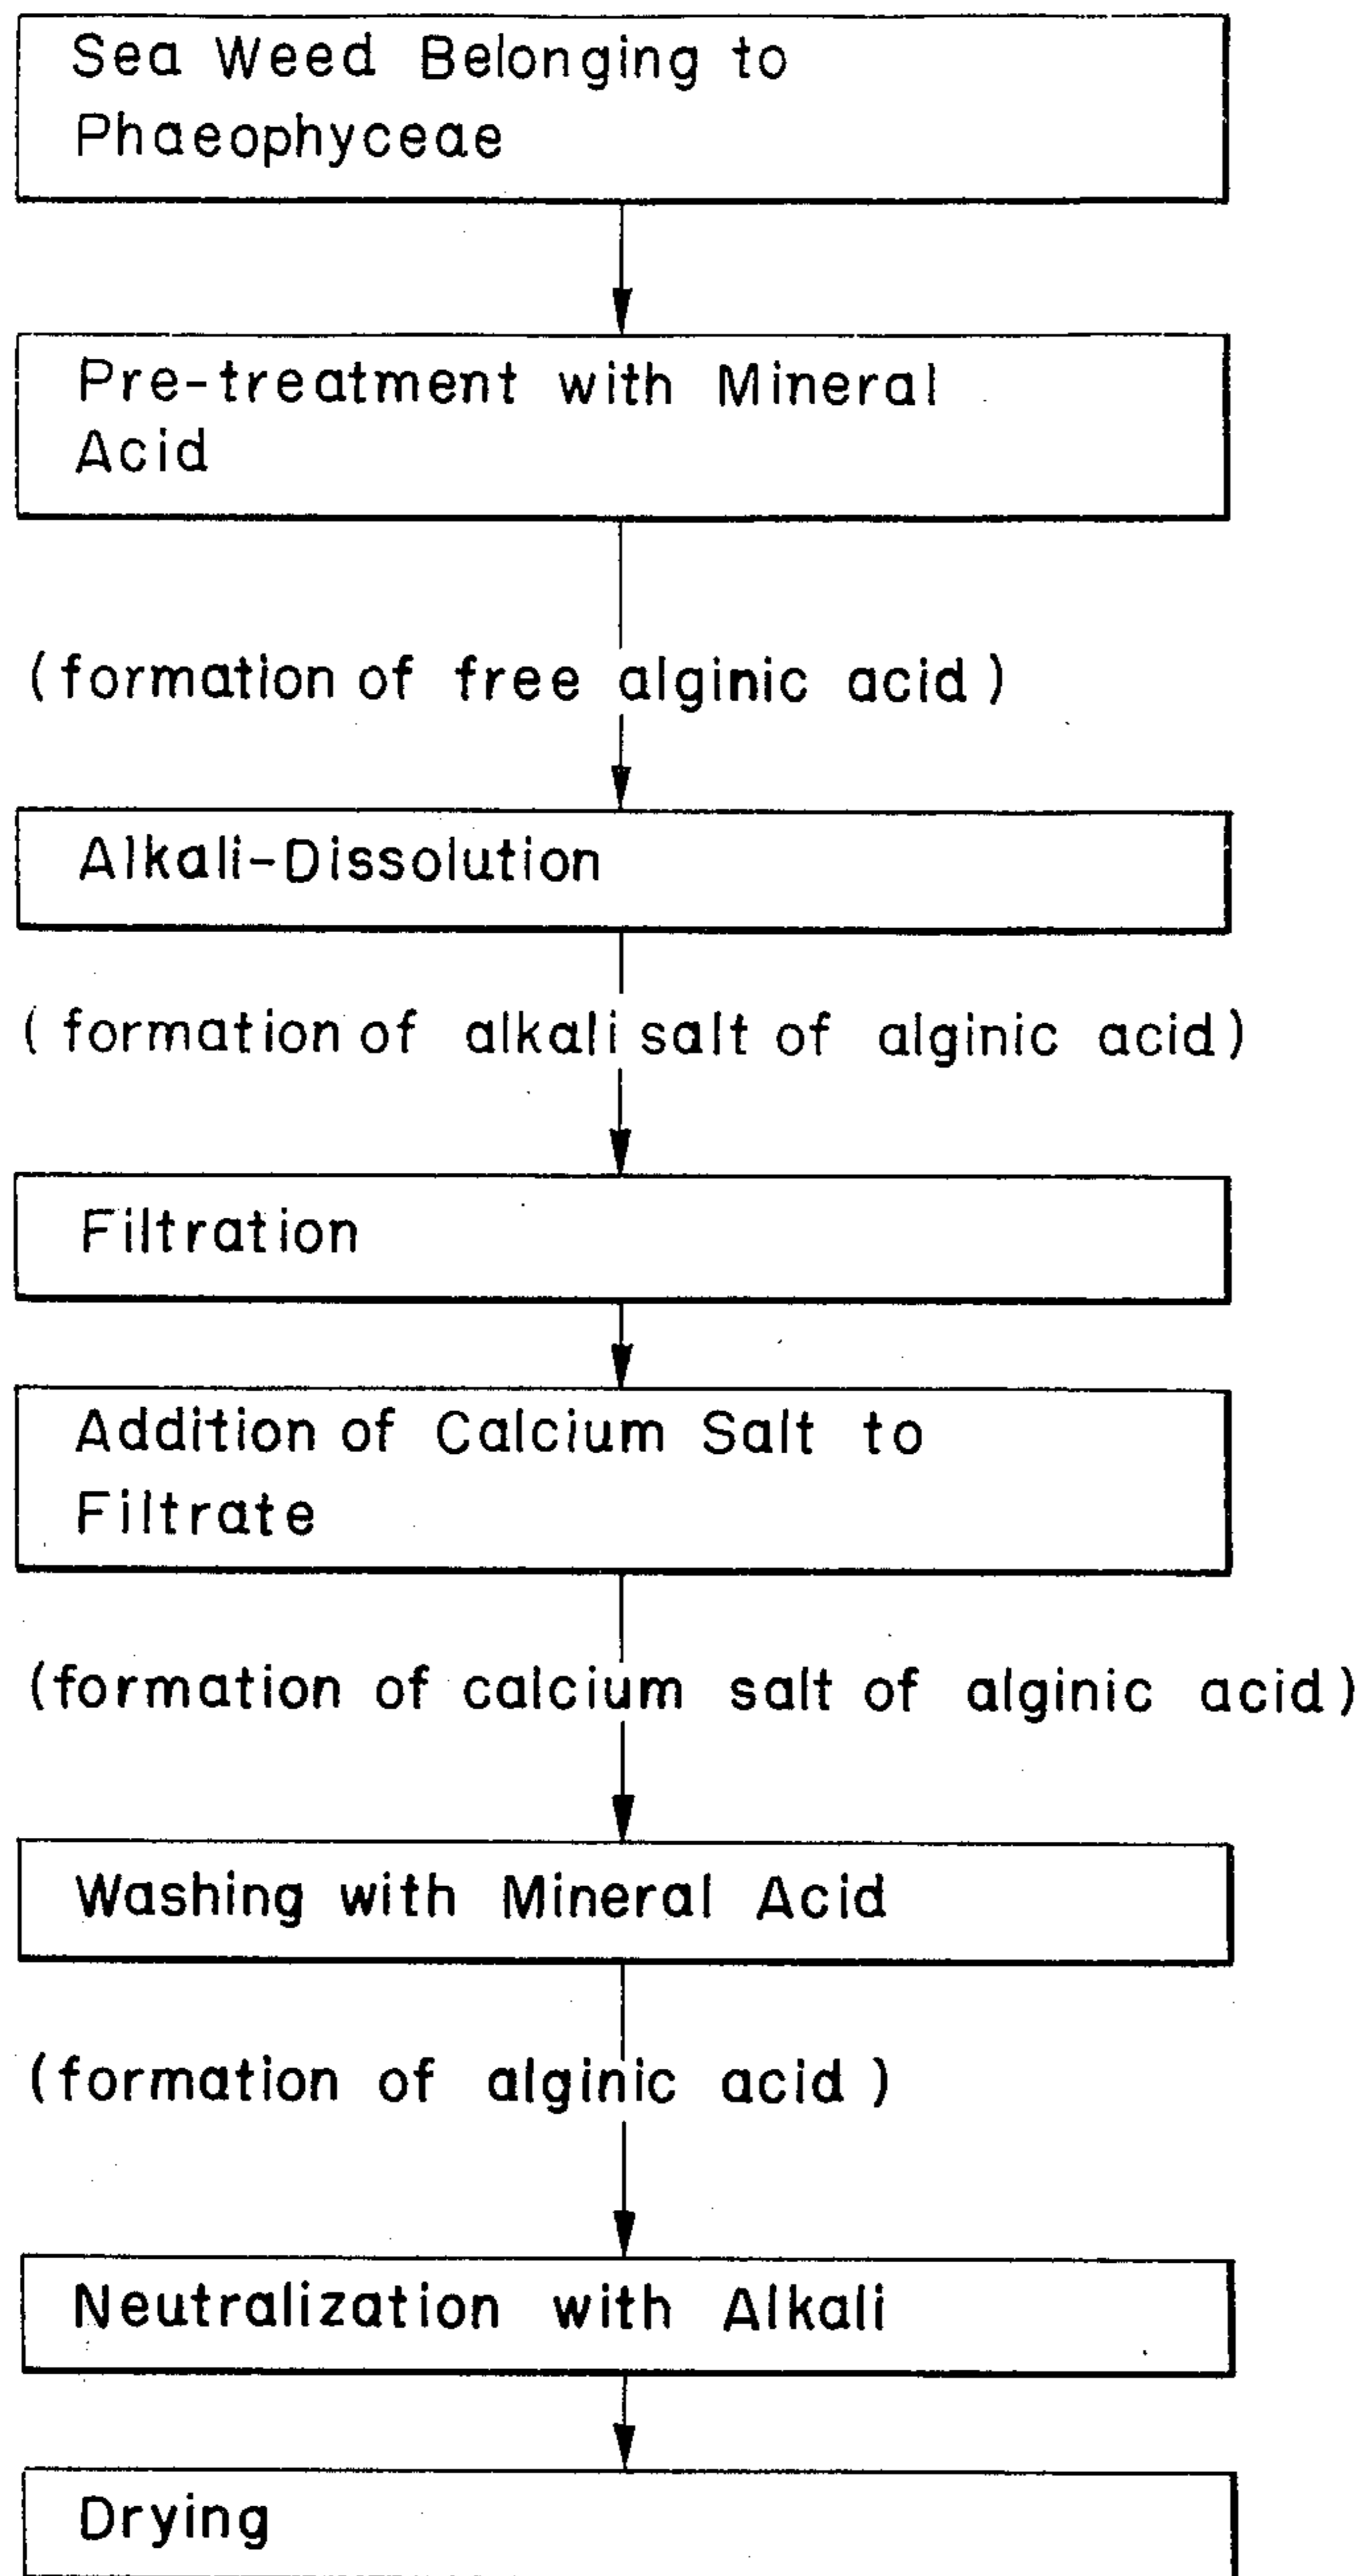 Sea Weed Belonging to
Phaeophyceae
Pre-treatment with Mineral
Acid
(formation of free alginic acid)
Alkali-Dissolution
(formation of alkali salt of alginic acid)
Filtration
Addition of Calcium Salt to
Filtrate
(formation of calcium salt of alginic acid)
Washing with Mineral Acid
(formation of alginic acid)
Neutralization with Alkali
Drying